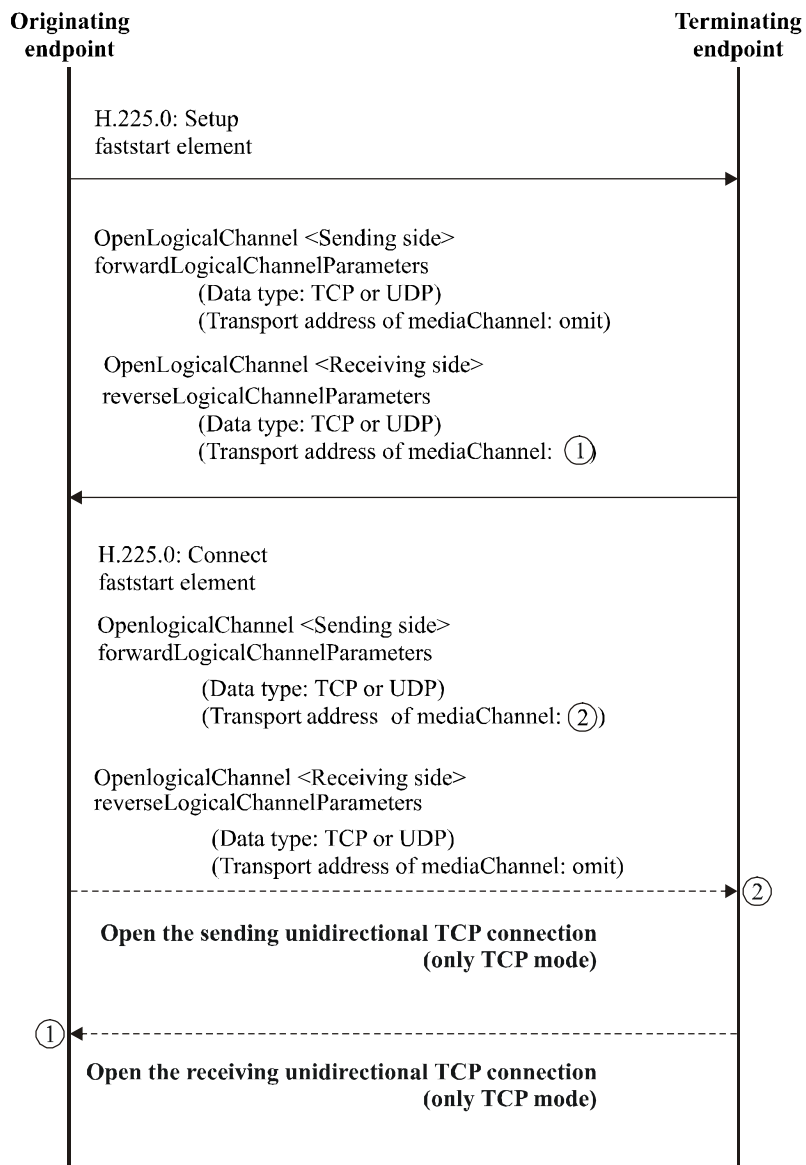 Originating
endpoint
Terminating
endpoint
H.225.0: Setup
faststart element
OpenLogicalChannel <Sending side>
forwardLogicalChannelParameters
(Data type: TCP or UDP)
(Transport address of mediaChannel: omit)
OpenLogicalChannel <Receiving side>
reverseLogicalChannelParameters
(Data type: TCP or UDP)
(Transport address of mediaChannel: ①)
H.225.0: Connect
faststart element
OpenlogicalChannel <Sending side>
forwardLogicalChannelParameters
(Data type: TCP or UDP)
(Transport address of mediaChannel: ②)
OpenlogicalChannel <Receiving side>
reverseLogicalChannelParameters
(Data type: TCP or UDP)
(Transport address of mediaChannel: omit)
②
Open the sending unidirectional TCP connection
(only TCP mode)
①
Open the receiving unidirectional TCP connection
(only TCP mode)